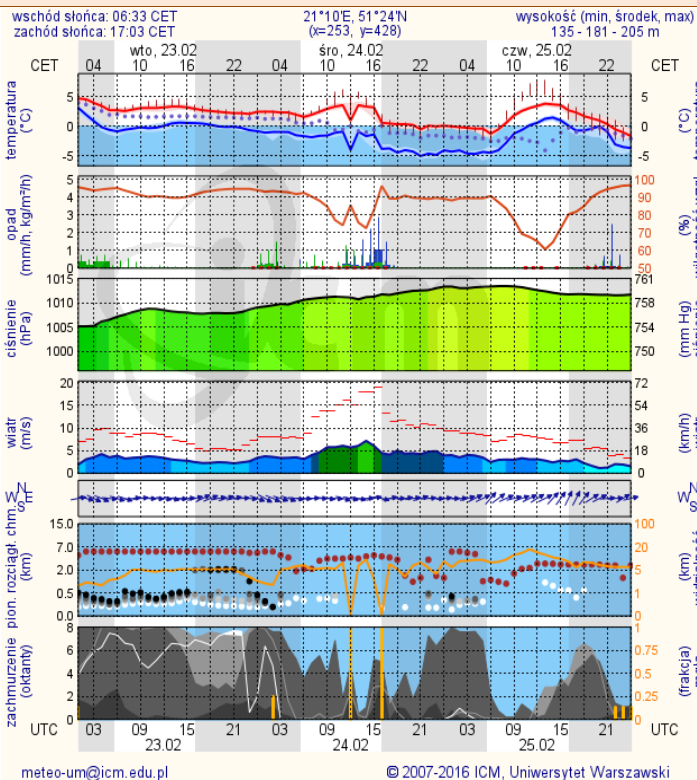 wschód słońca: 06:33 CET
zachód słońca: 17:03 CET
21°10'E, 51°24'N
(x=253, y=428)
wysokość (min, środek, max)
135 - 181 - 205 m
wto, 23.02 śro, 24.02 czw, 25.02
CET 04 10 16 22 04 10 16 22 04 10 16 22 CET
temperatura
(°C)
5
0
-5
5
0
-5
(°C)
opad
(mm/h, kg/m²/h)
5
4
3
2
1
0
100
90
80
70
60
50
(%)
ciśnienie
(hPa)
1015
1010
1005
1000
761
758
754
750
(mm Hg)
wiatr
(m/s)
20
15
10
5
0
72
54
36
18
0
(km/h)
N
W E
S
N
W
S
pion. rozciągł. chm.
(km)
15.0
7.0
2.0
0.5
0.0
100
20
5
1
0
zachmurzenie
(oktanty)
8
6
4
2
0
1
0.75
0.5
0.25
0
(frakcja)
UTC 03 09 15 21 03 09 15 21 03 09 15 21 UTC
23.02 24.02 25.02
meteo-um@icm.edu.pl
© 2007-2016 ICM, Uniwersytet Warszawski